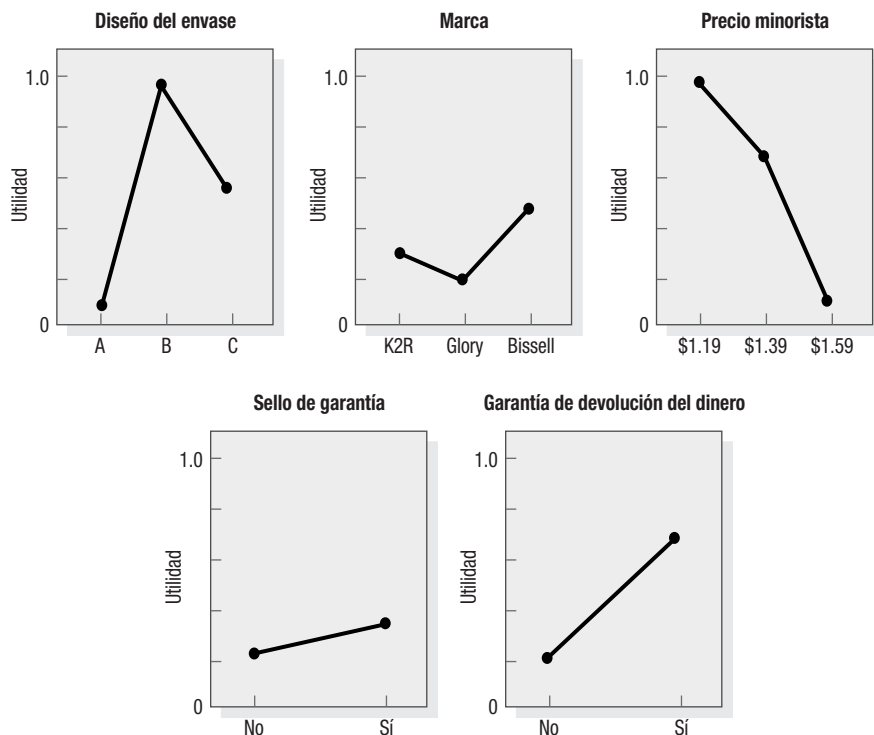 Diseño del envase
1.0
Utilidad
0
A B C
Marca
1.0
Utilidad
0
K2R Glory Bissell
Precio minorista
1.0
Utilidad
0
$1.19 $1.39 $1.59
Sello de garantía
1.0
Utilidad
0
No Sí
Garantía de devolución del dinero
1.0
Utilidad
0
No Sí